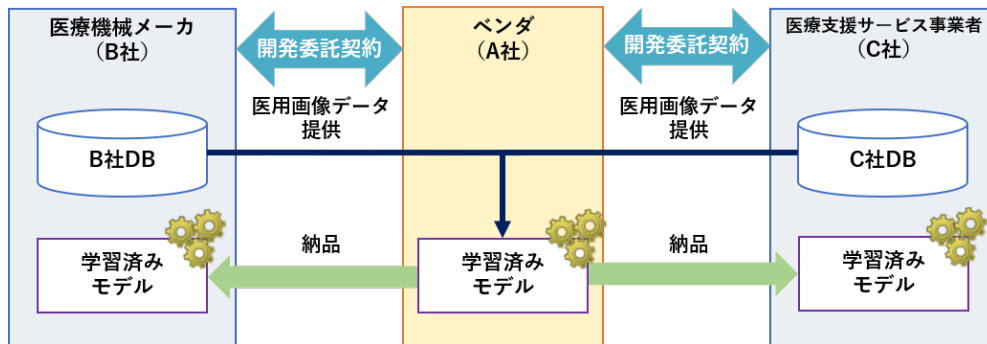 医療機械メーカ
（B社）
開発委託契約
ベンダ
（A社）
開発委託契約
医療支援サービス事業者
（C社）
医用画像データ
提供
医用画像データ
提供
B社DB
C社DB
学習済み
モデル
納品
学習済み
モデル
納品
学習済み
モデル